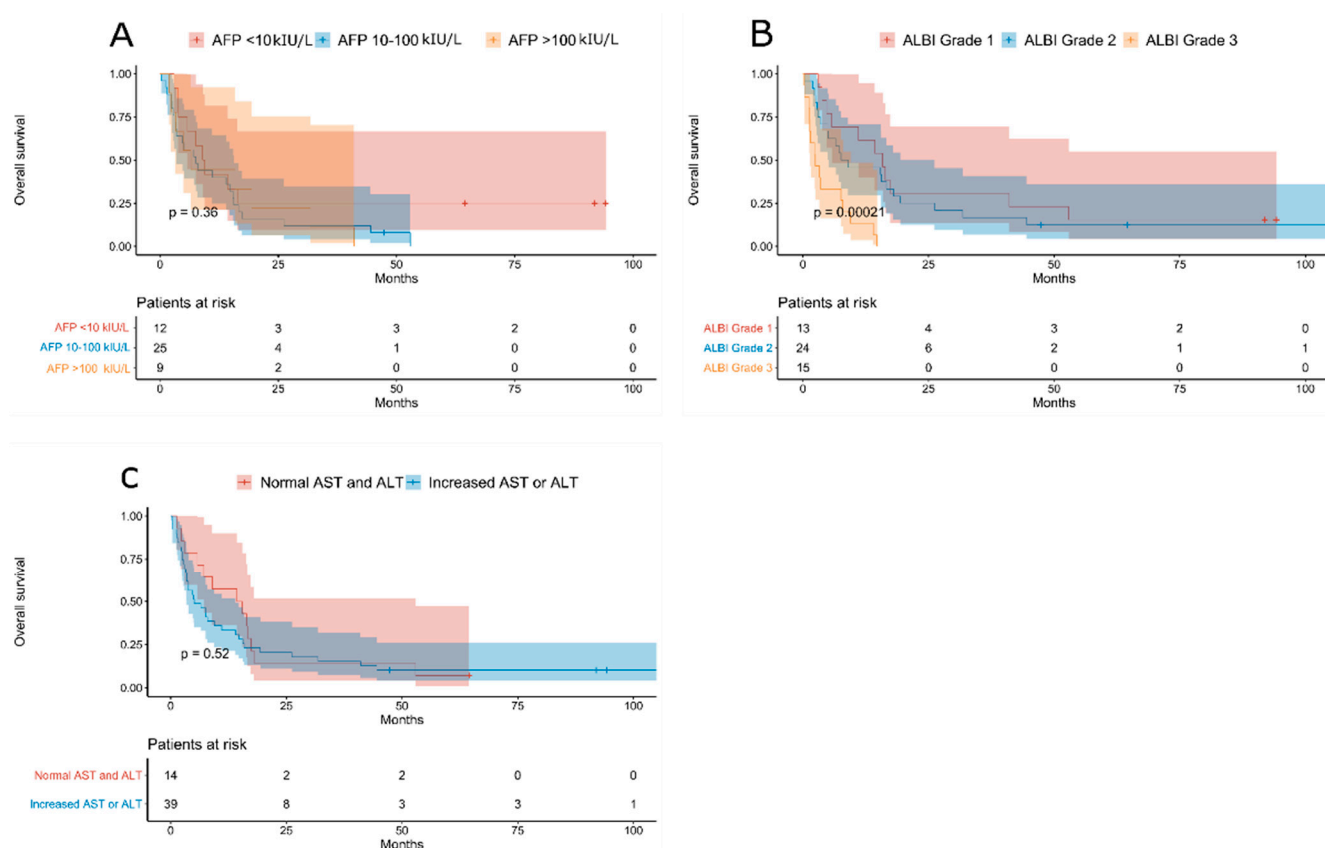 A
AFP <10 kIU/L AFP 10-100 kIU/L AFP >100 kIU/L
Overall survival
1.00
0.75
0.50
0.25
0.00
p = 0.36
0 25 50 75 100
Months
Patients at risk
AFP <10 kIU/L 12 3 3 2 0
AFP 10-100 kIU/L 25 4 1 0 0
AFP >100 kIU/L 9 2 0 0 0
0 25 50 75 100
Months
B
ALBI Grade 1 ALBI Grade 2 ALBI Grade 3
Overall survival
1.00
0.75
0.50
0.25
0.00
p = 0.00021
0 25 50 75 100
Months
Patients at risk
ALBI Grade 1 13 4 3 2 0
ALBI Grade 2 24 6 2 1 1
ALBI Grade 3 15 0 0 0 0
0 25 50 75 100
Months
C
Normal AST and ALT Increased AST or ALT
Overall survival
1.00
0.75
0.50
0.25
0.00
p = 0.52
0 25 50 75 100
Months
Patients at risk
Normal AST and ALT 14 2 2 0 0
Increased AST or ALT 39 8 3 3 1
0 25 50 75 100
Months